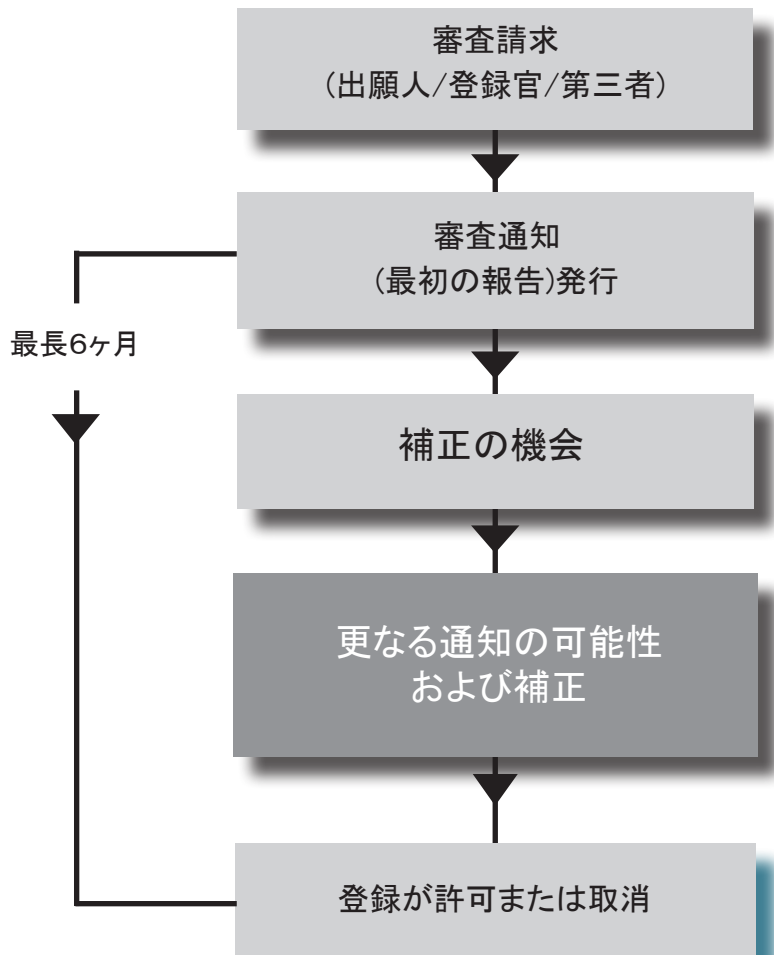 審査請求
(出願人/登録官/第三者)
審査通知
(最初の報告)発行
最長6ヶ月
補正の機会
更なる通知の可能性
および補正
登録が許可または取消